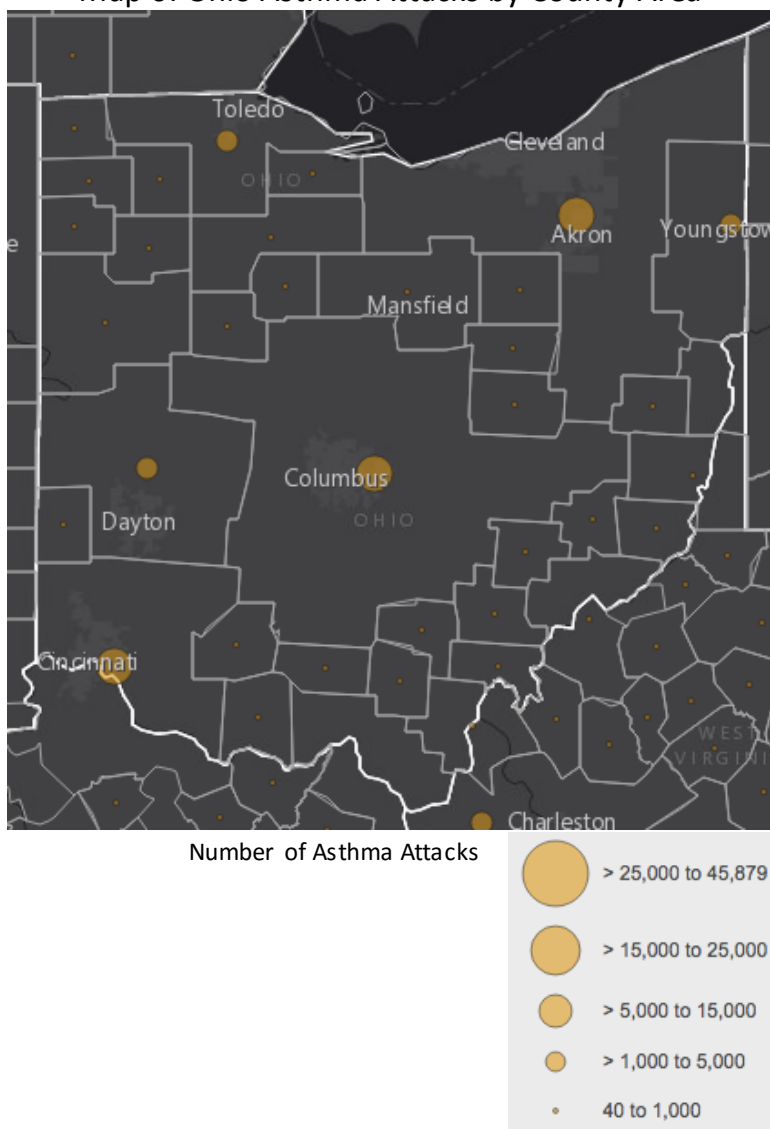 Map of Ohio Asthma Attacks by County Area
Toledo
Cleveland
OHIO
Akron
Youngstow
e
Mansfield
Columbus
OHIO
Dayton
Cincinnati
WEST
VIRGINI
Charleston
Number of Asthma Attacks
> 25,000 to 45,879
> 15,000 to 25,000
> 5,000 to 15,000
> 1,000 to 5,000
40 to 1,000